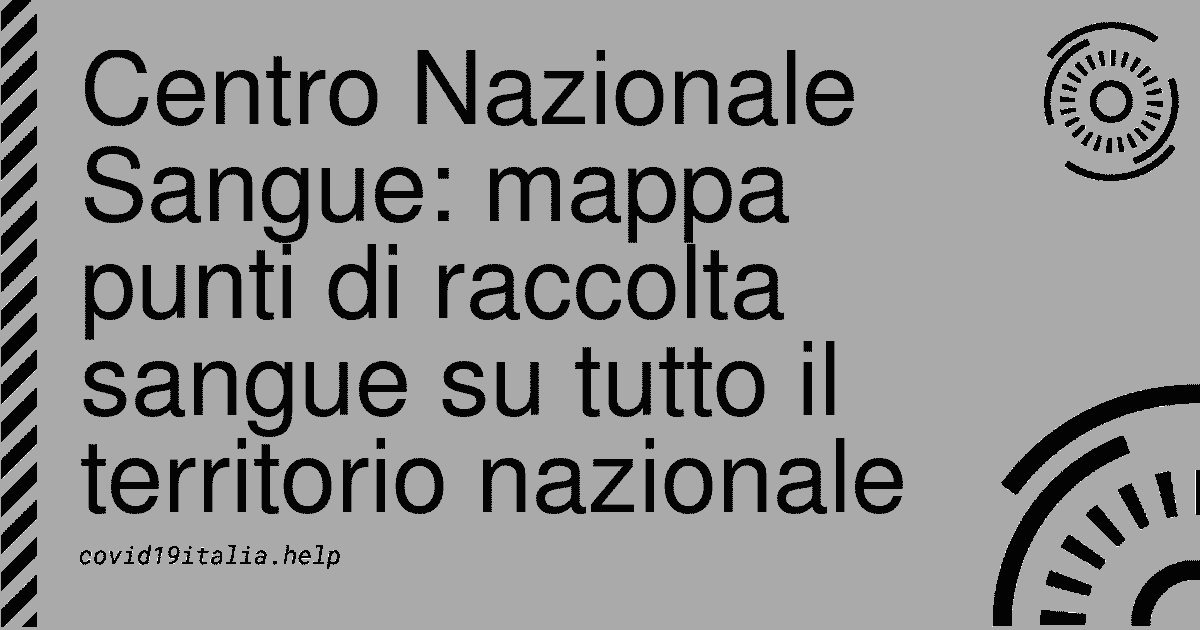 Centro Nazionale
Sangue: mappa
punti di raccolta
sangue su tutto il
territorio nazionale
covid19italia.help